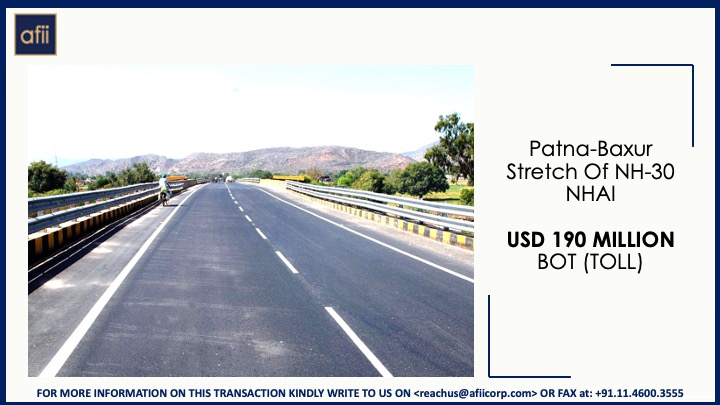 afii
Patna-Baxur
Stretch Of NH-30
NHAI
USD 190 MILLION
BOT (TOLL)
FOR MORE INFORMATION ON THIS TRANSACTION KINDLY WRITE TO US ON <reachus@afiicorp.com> OR FAX at: +91.11.4600.3555